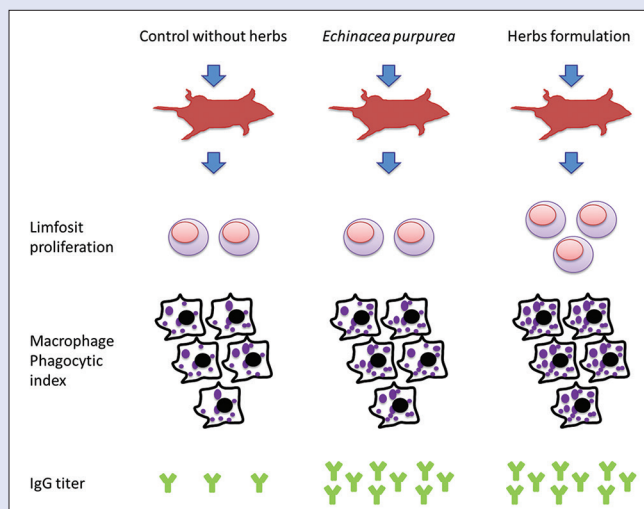 Control without herbs
Echinacea purpurea
Herbs formulation
Limfosit
proliferation
Macrophage
Phagocytic
index
IgG titer